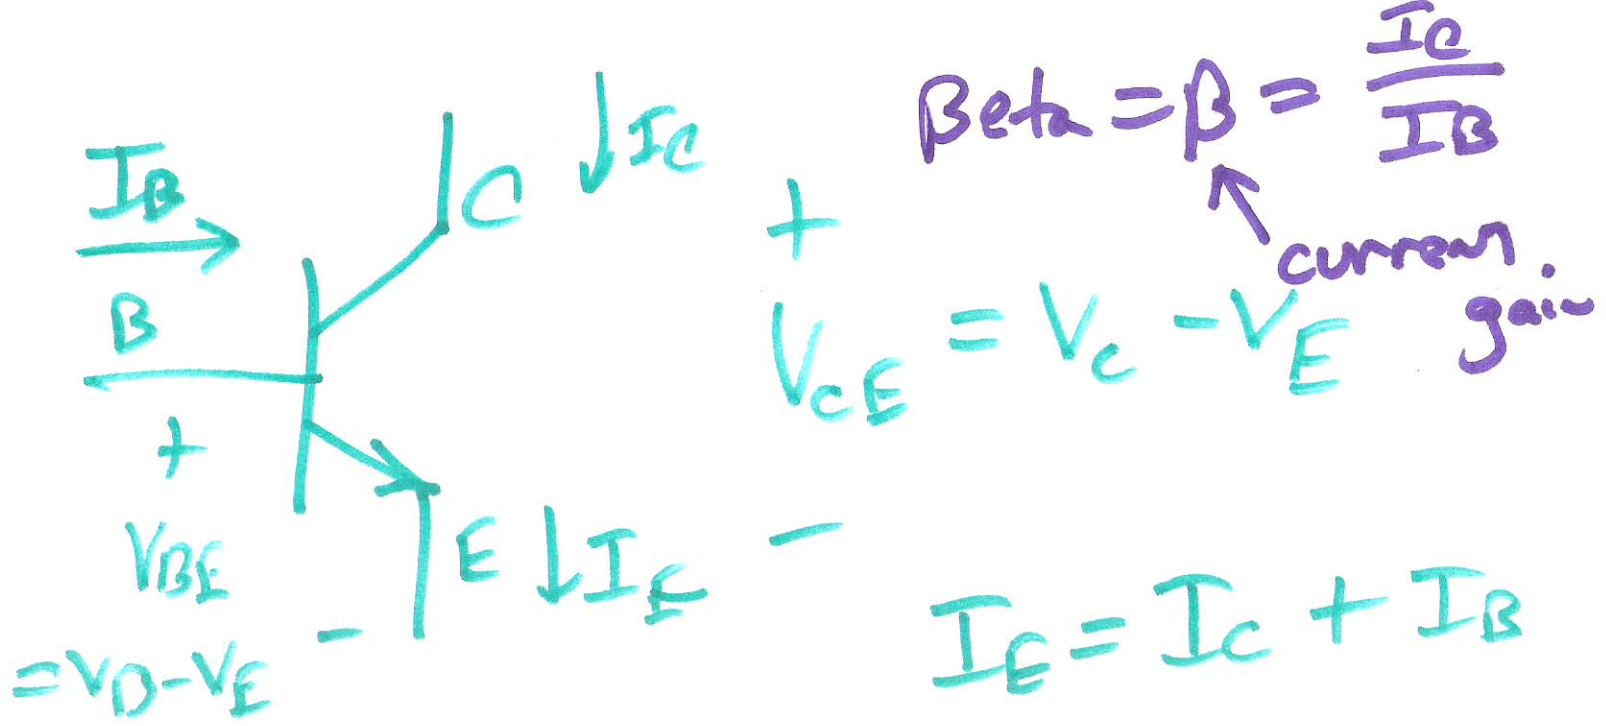 Beta = β = IC / IB
current
gain
IB
C
↓ IC
B
+
+
VCE = VC - VE
VBE
= VB - VE
-
E
↓ IE
-
IE = IC + IB